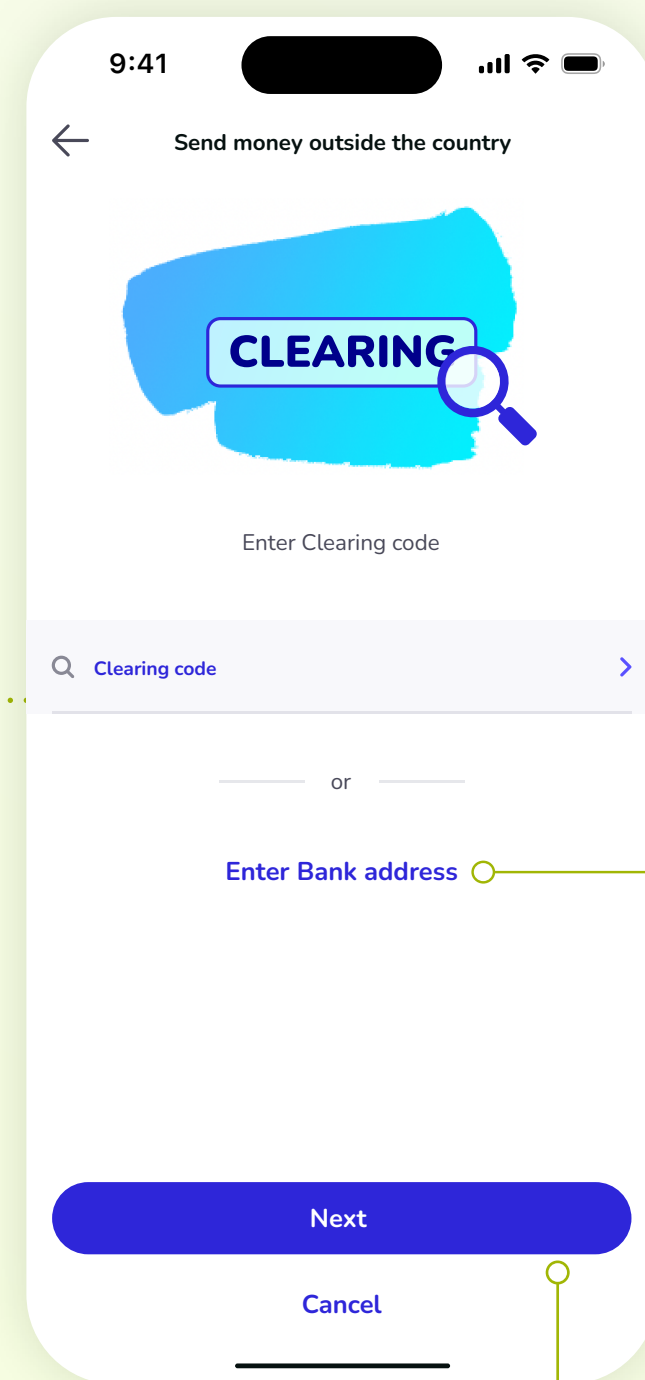 9:41
Send money outside the country
CLEARING
Enter Clearing code
Clearing code
or
Enter Bank address
Next
Cancel